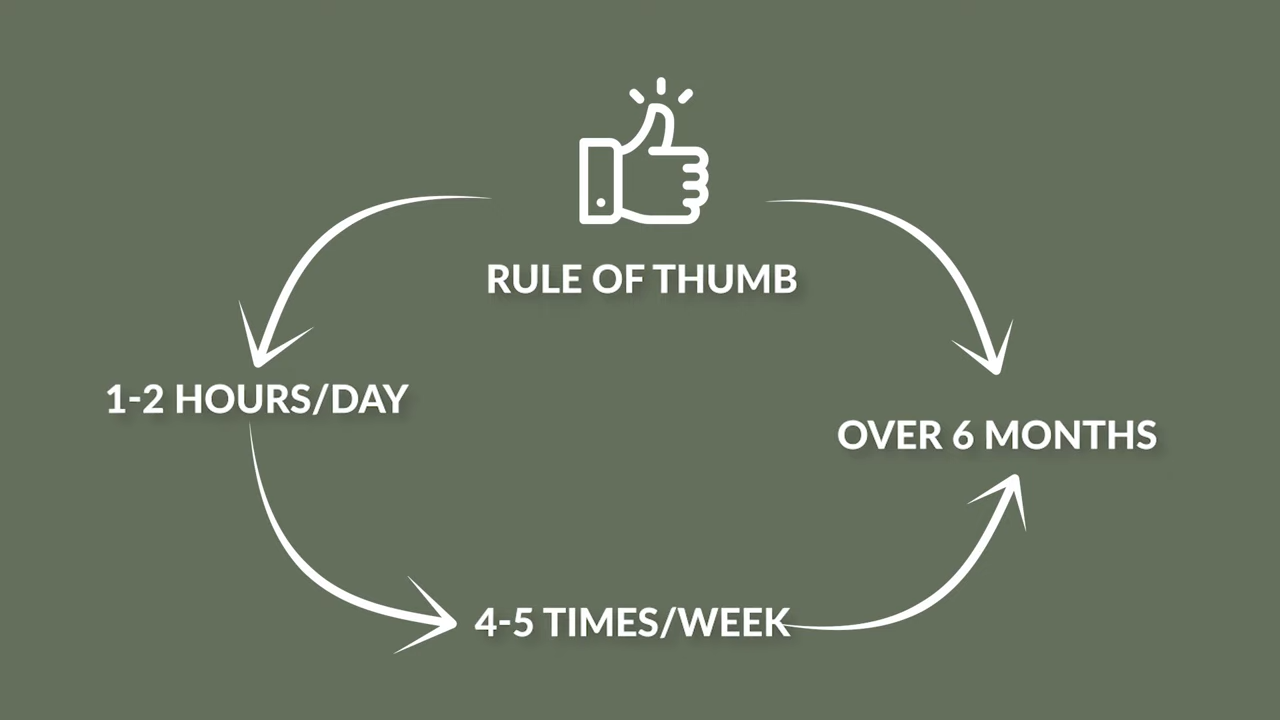 RULE OF THUMB
1-2 HOURS/DAY
OVER 6 MONTHS
4-5 TIMES/WEEK